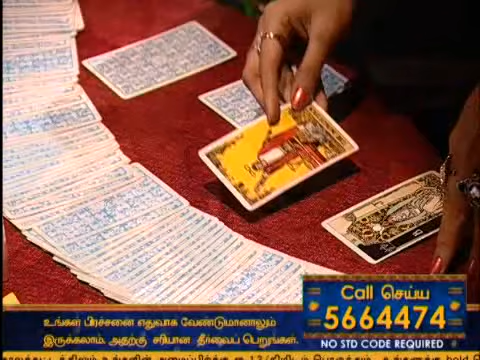 Call செய்ய
5664474
NO STD CODE REQUIRED
உங்கள் பிரச்சனை எதுவாக வேண்டுமானாலும்
இருக்கலாம். அதற்கு சரியான தீர்வைப் பெறுங்கள்.